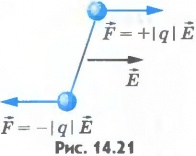 F⃗ = +|q| E⃗
E⃗
F⃗ = −|q| E⃗
Рис. 14.21